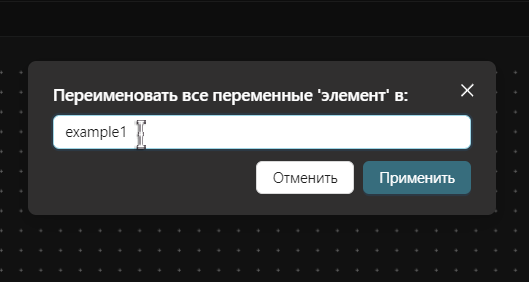 Переименовать все переменные 'элемент' в:
example1
Отменить
Применить